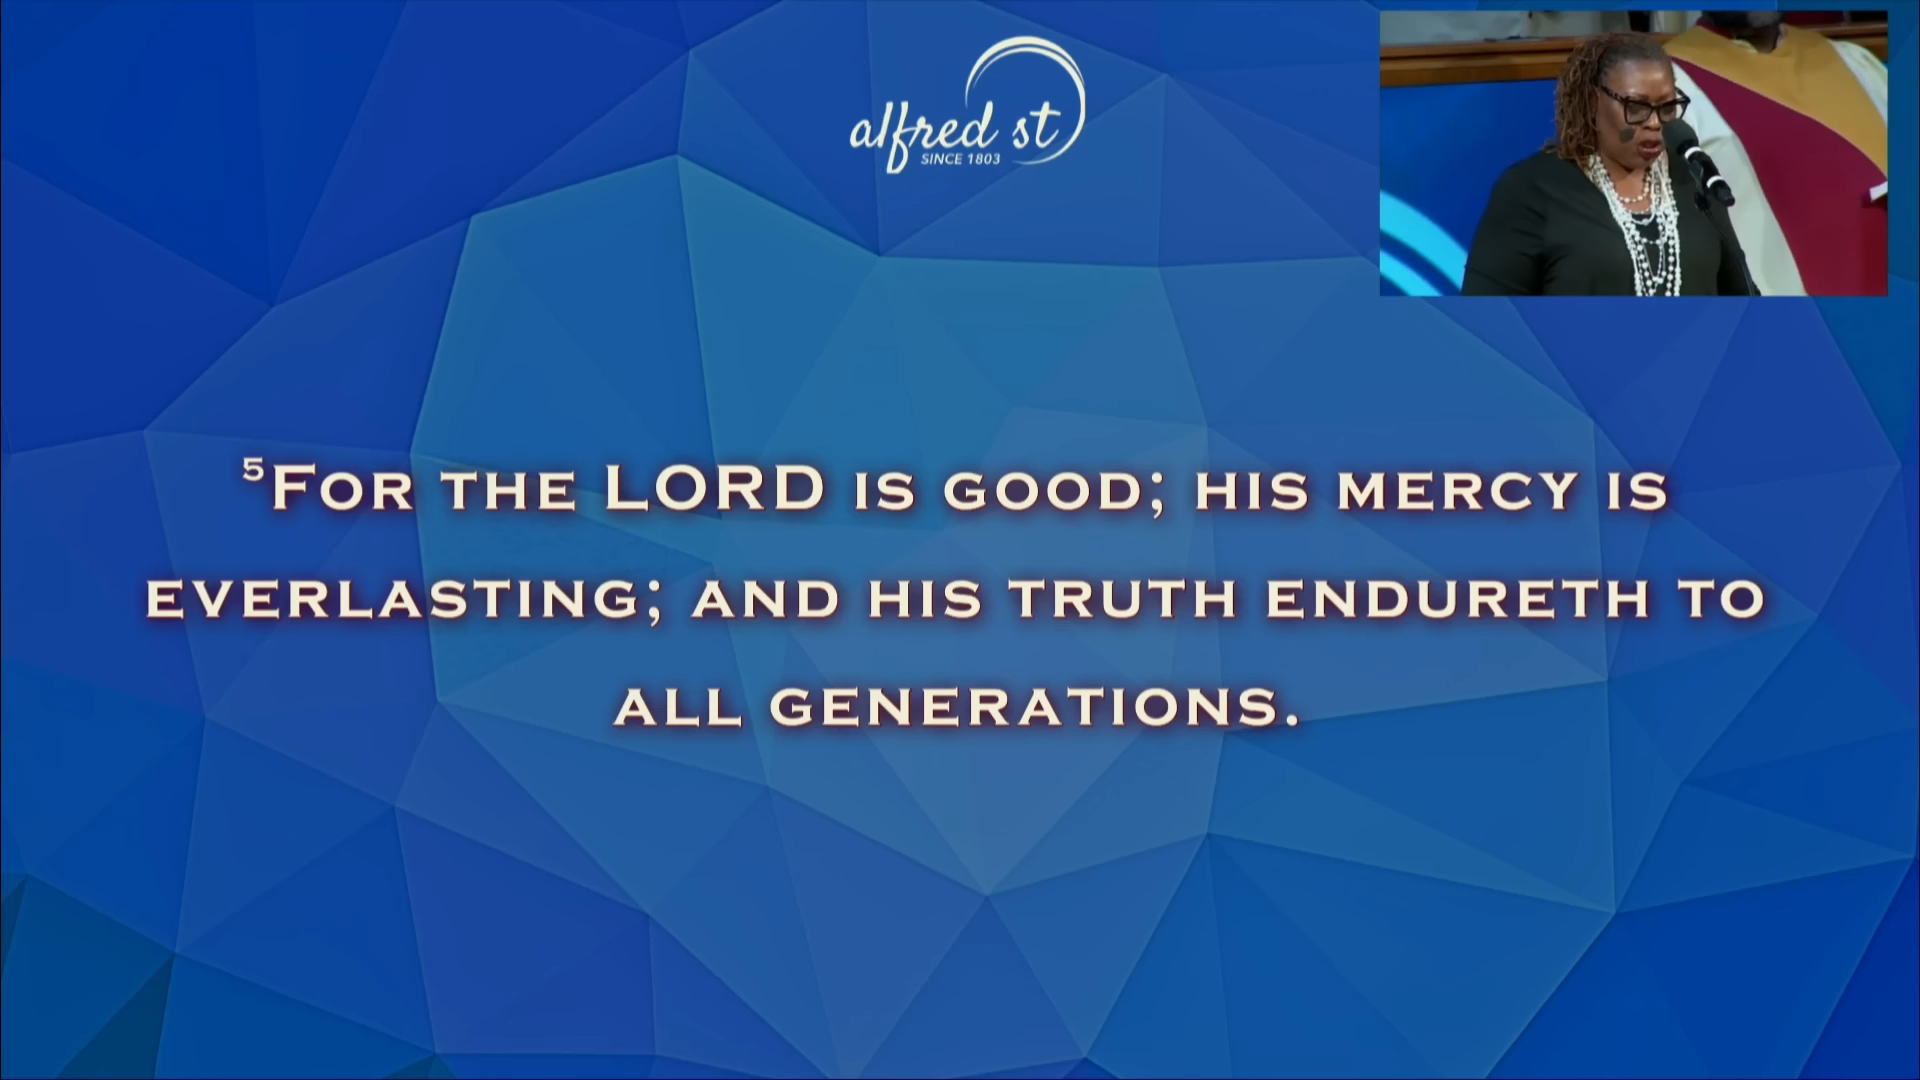 alfred st
SINCE 1803
⁵FOR THE LORD IS GOOD; HIS MERCY IS
EVERLASTING; AND HIS TRUTH ENDURETH TO
ALL GENERATIONS.